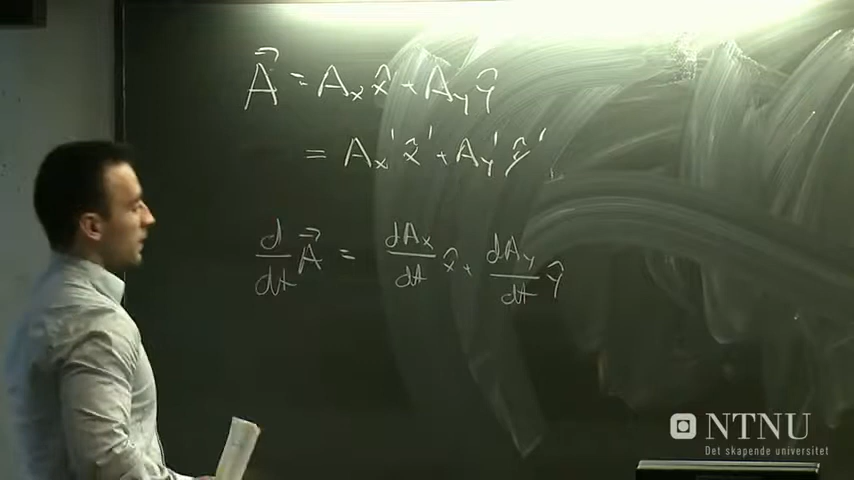 A⃗ = Aₓ x̂ + Aᵧ ŷ
= Aₓ' x̂' + Aᵧ' ŷ'
d/dt A⃗ = dAₓ/dt x̂ + dAᵧ/dt ŷ
NTNU
Det skapende universitet